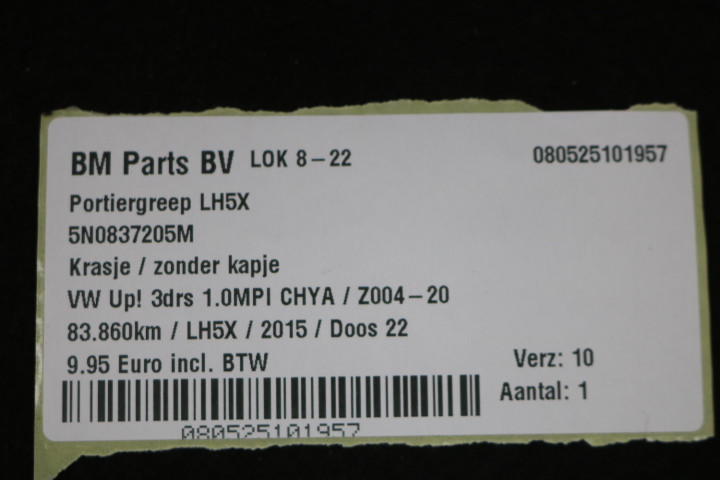 BM Parts BV LOK 8-22 080525101957
Portiergreep LH5X
5N0837205M
Krasje / zonder kapje
VW Up! 3drs 1.0MPI CHYA / Z004-20
83.860km / LH5X / 2015 / Doos 22
9.95 Euro incl. BTW Verz: 10
Aantal: 1
080525101957